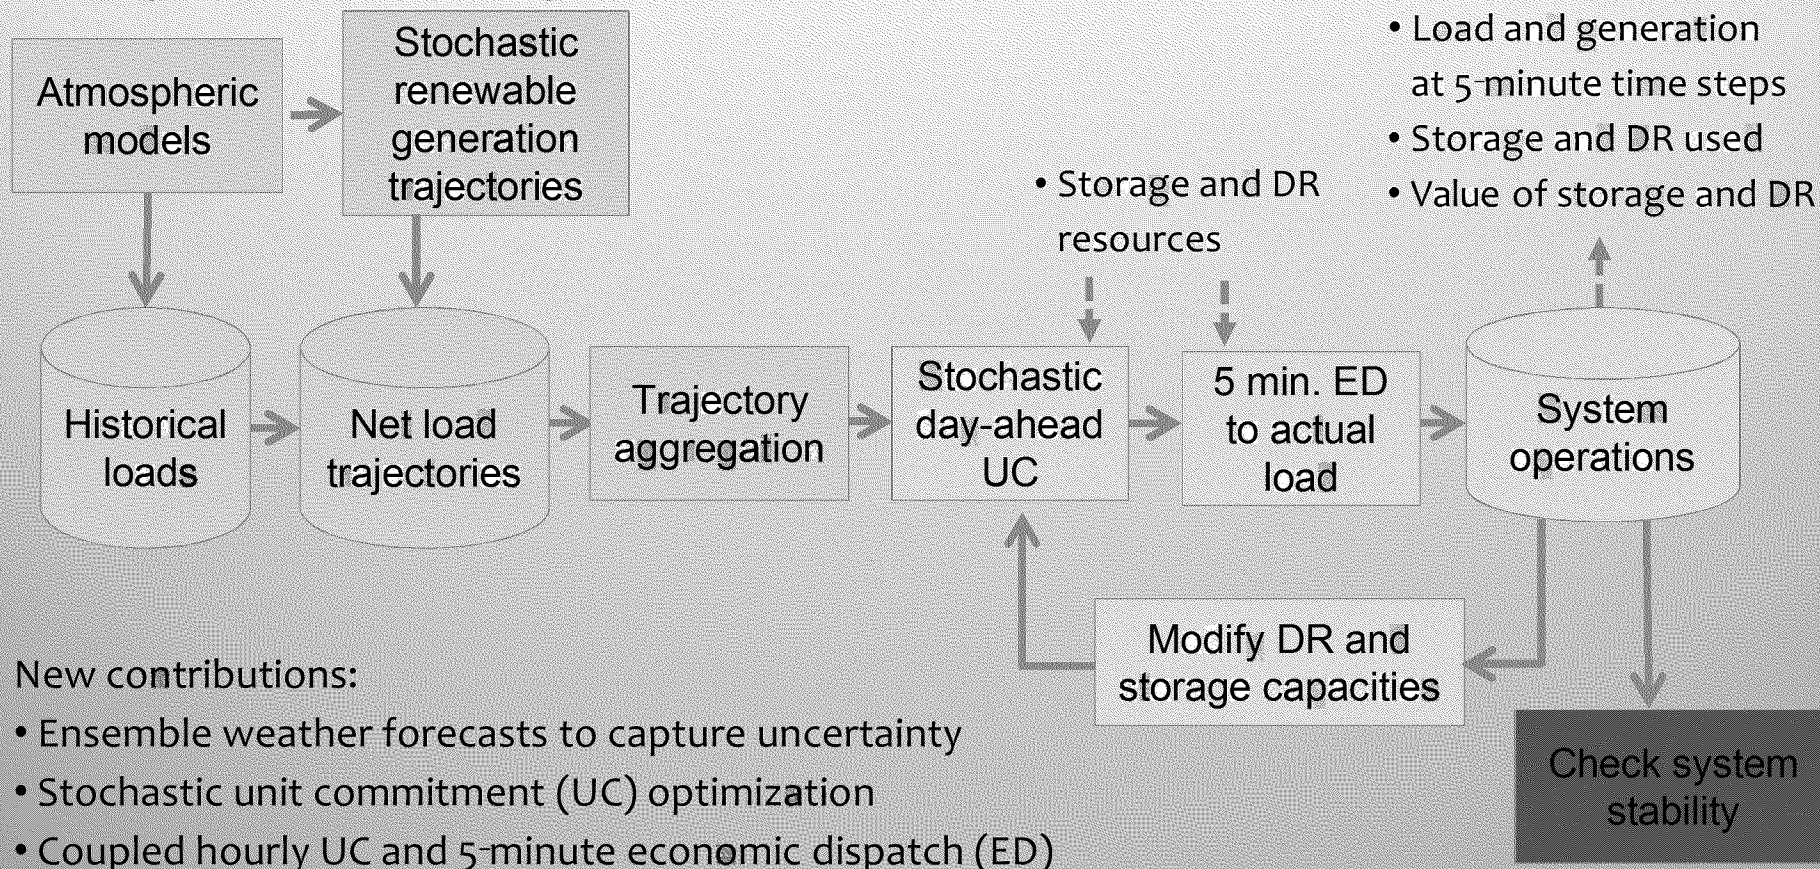 Atmospheric
models
Stochastic
renewable
generation
trajectories
• Storage and DR
resources
• Load and generation
at 5-minute time steps
• Storage and DR used
• Value of storage and DR
Historical
loads
Net load
trajectories
Trajectory
aggregation
Stochastic
day-ahead
UC
5 min. ED
to actual
load
System
operations
Modify DR and
storage capacities
Check system
stability
New contributions:
• Ensemble weather forecasts to capture uncertainty
• Stochastic unit commitment (UC) optimization
• Coupled hourly UC and 5-minute economic dispatch (ED)